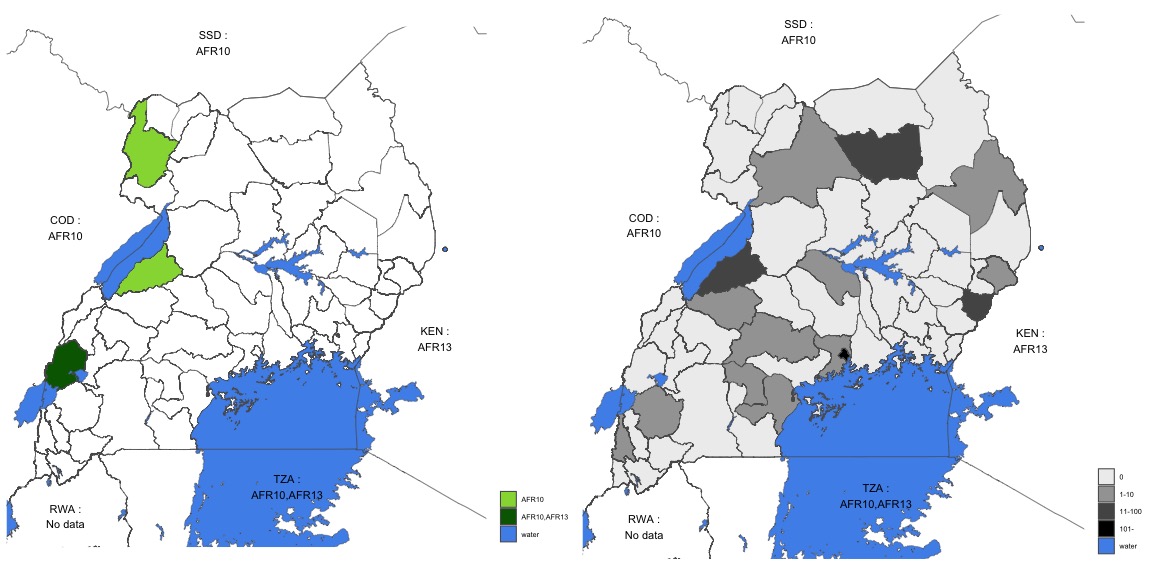 SSD :
AFR10
COD :
AFR10
KEN :
AFR13
TZA :
AFR10,AFR13
RWA :
No data
AFR10
AFR10,AFR13
water
SSD :
AFR10
COD :
AFR10
KEN :
AFR13
TZA :
AFR10,AFR13
RWA :
No data
0
1-10
11-100
101-
water